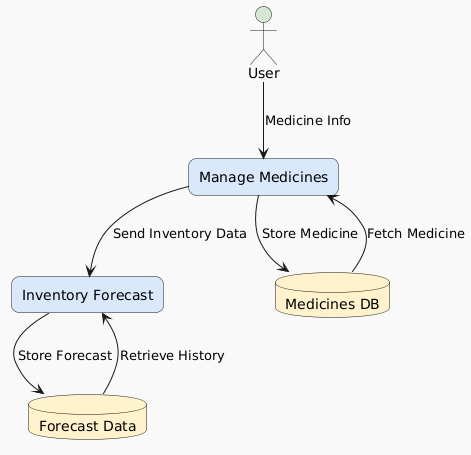 User
Medicine Info
Manage Medicines
Send Inventory Data
Store Medicine
Fetch Medicine
Inventory Forecast
Medicines DB
Store Forecast
Retrieve History
Forecast Data